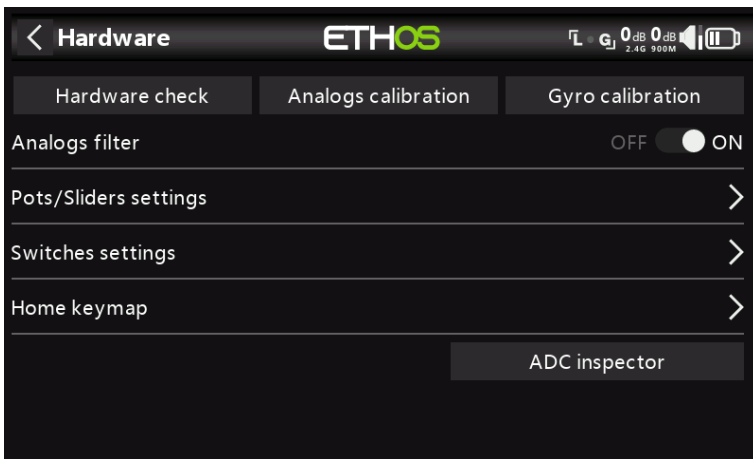 Hardware ETHOS L G 0dB 0dB
2.4G 900M
Hardware check Analogs calibration Gyro calibration
Analogs filter OFF ON
Pots/Sliders settings
Switches settings
Home keymap
ADC inspector